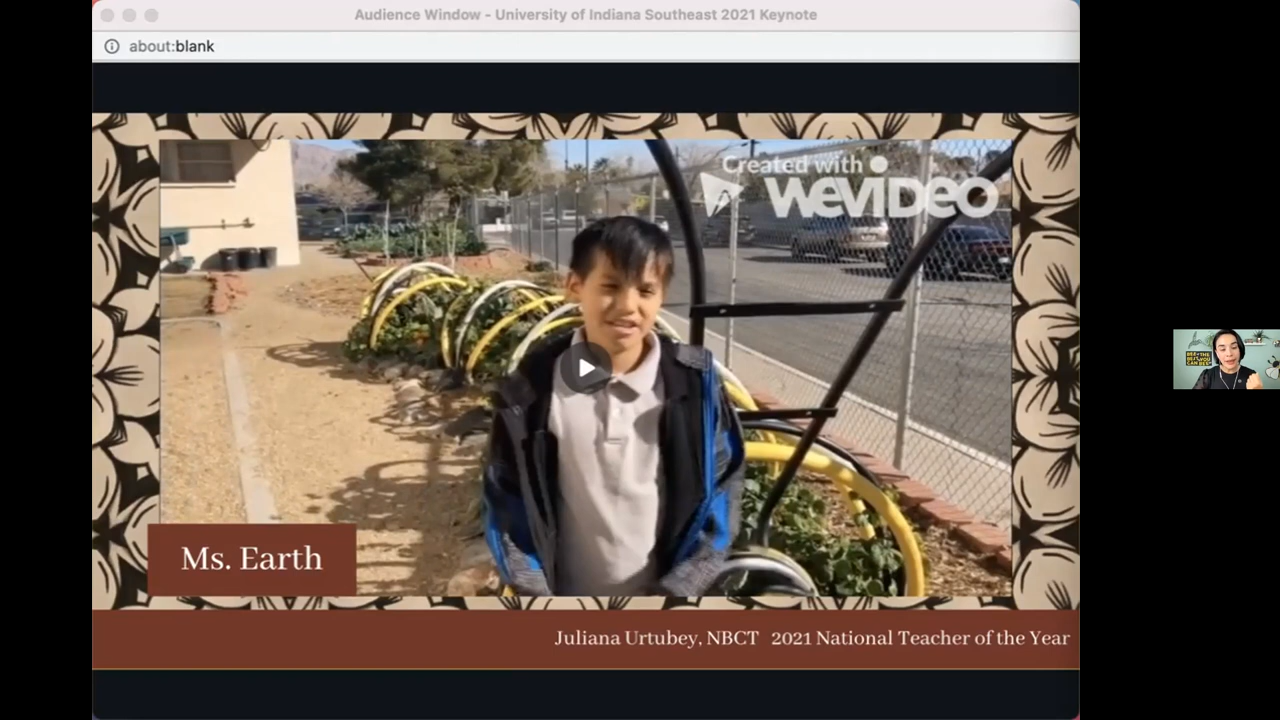 Audience Window - University of Indiana Southeast 2021 Keynote
about:blank
Created with
WEVIDEO
Ms. Earth
Juliana Urtubey, NBCT 2021 National Teacher of the Year